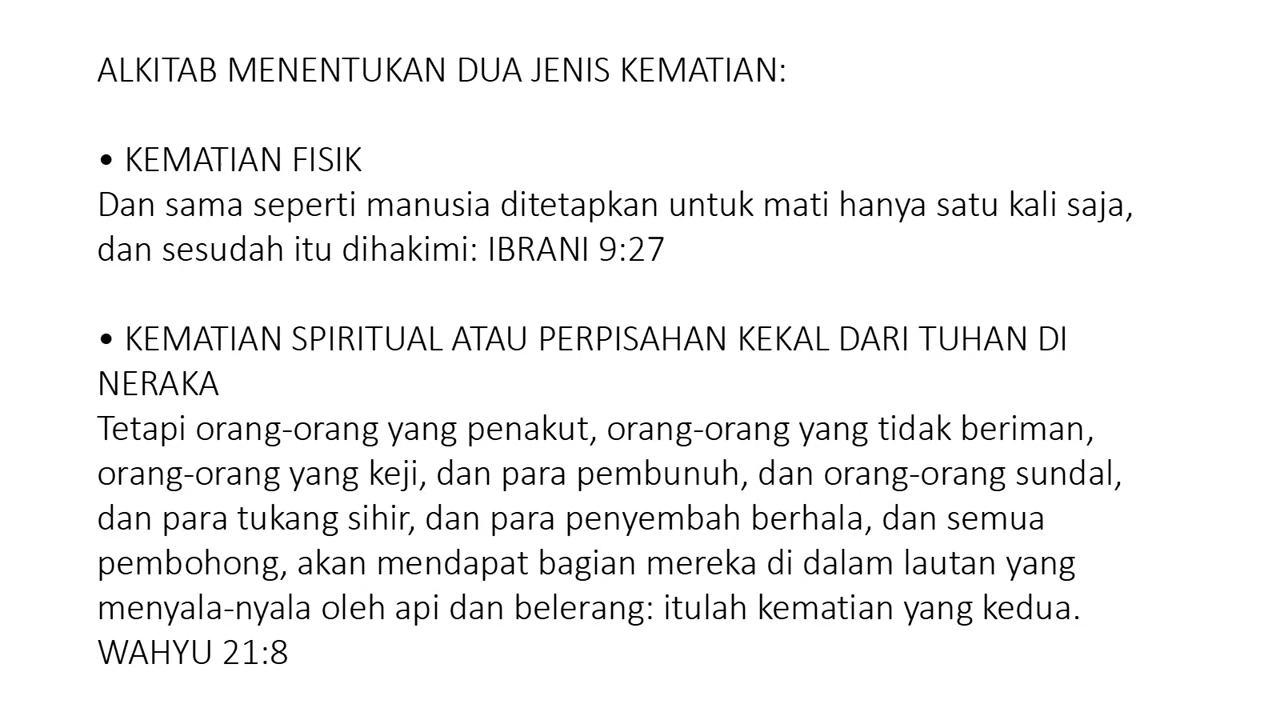 ALKITAB MENENTUKAN DUA JENIS KEMATIAN:
• KEMATIAN FISIK
Dan sama seperti manusia ditetapkan untuk mati hanya satu kali saja,
dan sesudah itu dihakimi: IBRANI 9:27
• KEMATIAN SPIRITUAL ATAU PERPISAHAN KEKAL DARI TUHAN DI
NERAKA
Tetapi orang-orang yang penakut, orang-orang yang tidak beriman,
orang-orang yang keji, dan para pembunuh, dan orang-orang sundal,
dan para tukang sihir, dan para penyembah berhala, dan semua
pembohong, akan mendapat bagian mereka di dalam lautan yang
menyala-nyala oleh api dan belerang: itulah kematian yang kedua.
WAHYU 21:8